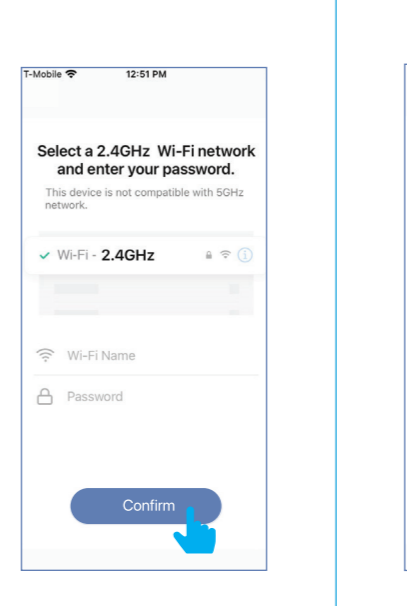 T-Mobile 12:51 PM
Select a 2.4GHz Wi-Fi network
and enter your password.
This device is not compatible with 5GHz
network.
Wi-Fi - 2.4GHz
Wi-Fi Name
Password
Confirm